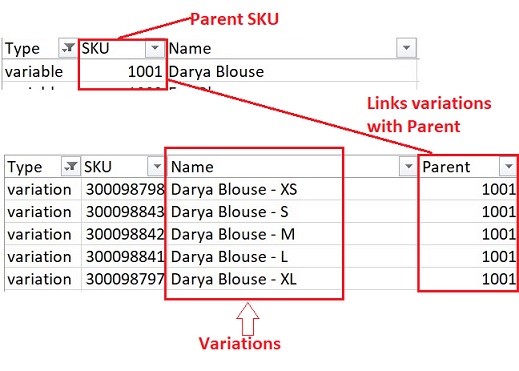 Parent SKU
Type SKU Name
variable 1001 Darya Blouse
Links variations
with Parent
Type SKU Name Parent
variation 300098798 Darya Blouse - XS 1001
variation 300098843 Darya Blouse - S 1001
variation 300098842 Darya Blouse - M 1001
variation 300098841 Darya Blouse - L 1001
variation 300098797 Darya Blouse - XL 1001
Variations